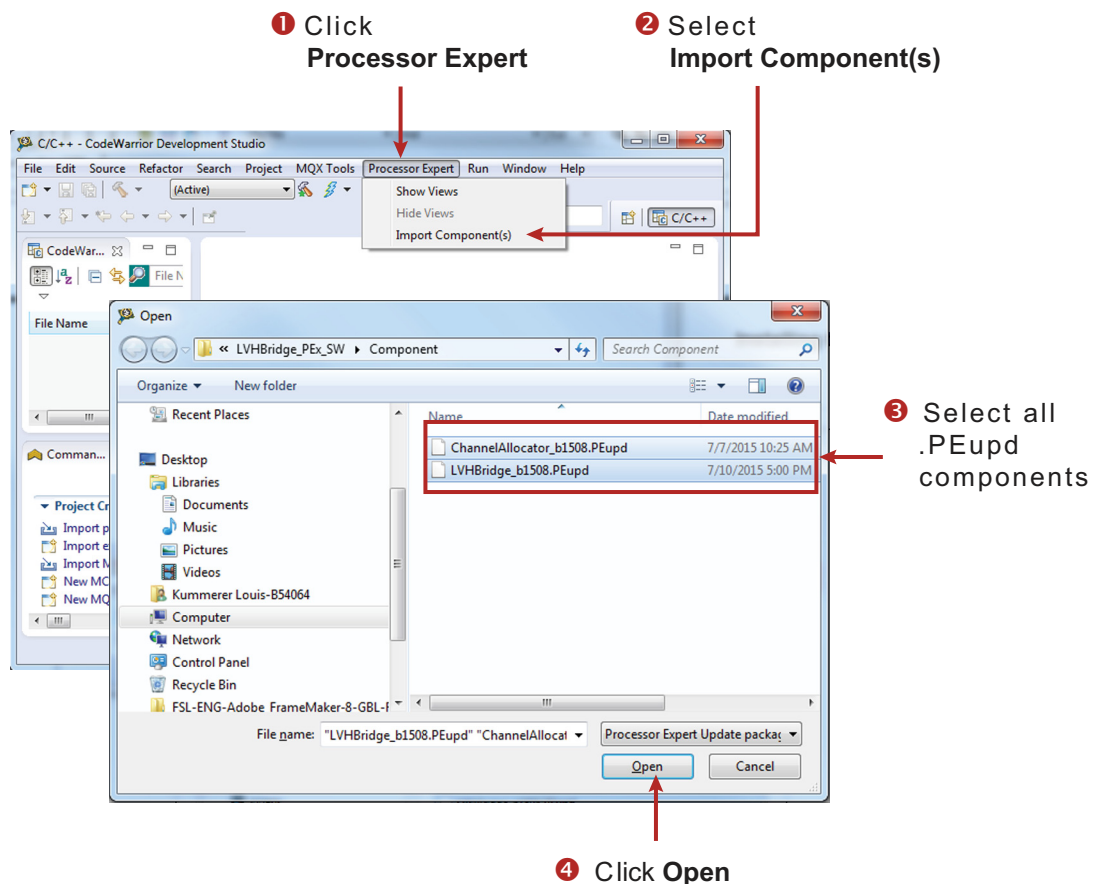 ❶ Click
Processor Expert
❷ Select
Import Component(s)
C/C++ - CodeWarrior Development Studio
File Edit Source Refactor Search Project MQX Tools Processor Expert Run Window Help
(Active)
Show Views
Hide Views
Import Component(s)
C/C++
CodeWar...
File N
File Name
Open
« LVHBridge_PEx_SW ▸ Component
Search Component
Organize
New folder
Recent Places
Desktop
Libraries
Documents
Music
Pictures
Videos
Kummerer Louis-B54064
Computer
Network
Control Panel
Recycle Bin
FSL-ENG-Adobe FrameMaker-8-GBL-F
Name
Date modified
ChannelAllocator_b1508.PEupd 7/7/2015 10:25 AM
LVHBridge_b1508.PEupd 7/10/2015 5:00 PM
❸ Select all
.PEupd
components
Comman...
Project Cr
Import p
Import e
Import M
New MC
New MQ
File name: "LVHBridge_b1508.PEupd" "ChannelAllocat
Processor Expert Update packag
Open
Cancel
❹ Click Open